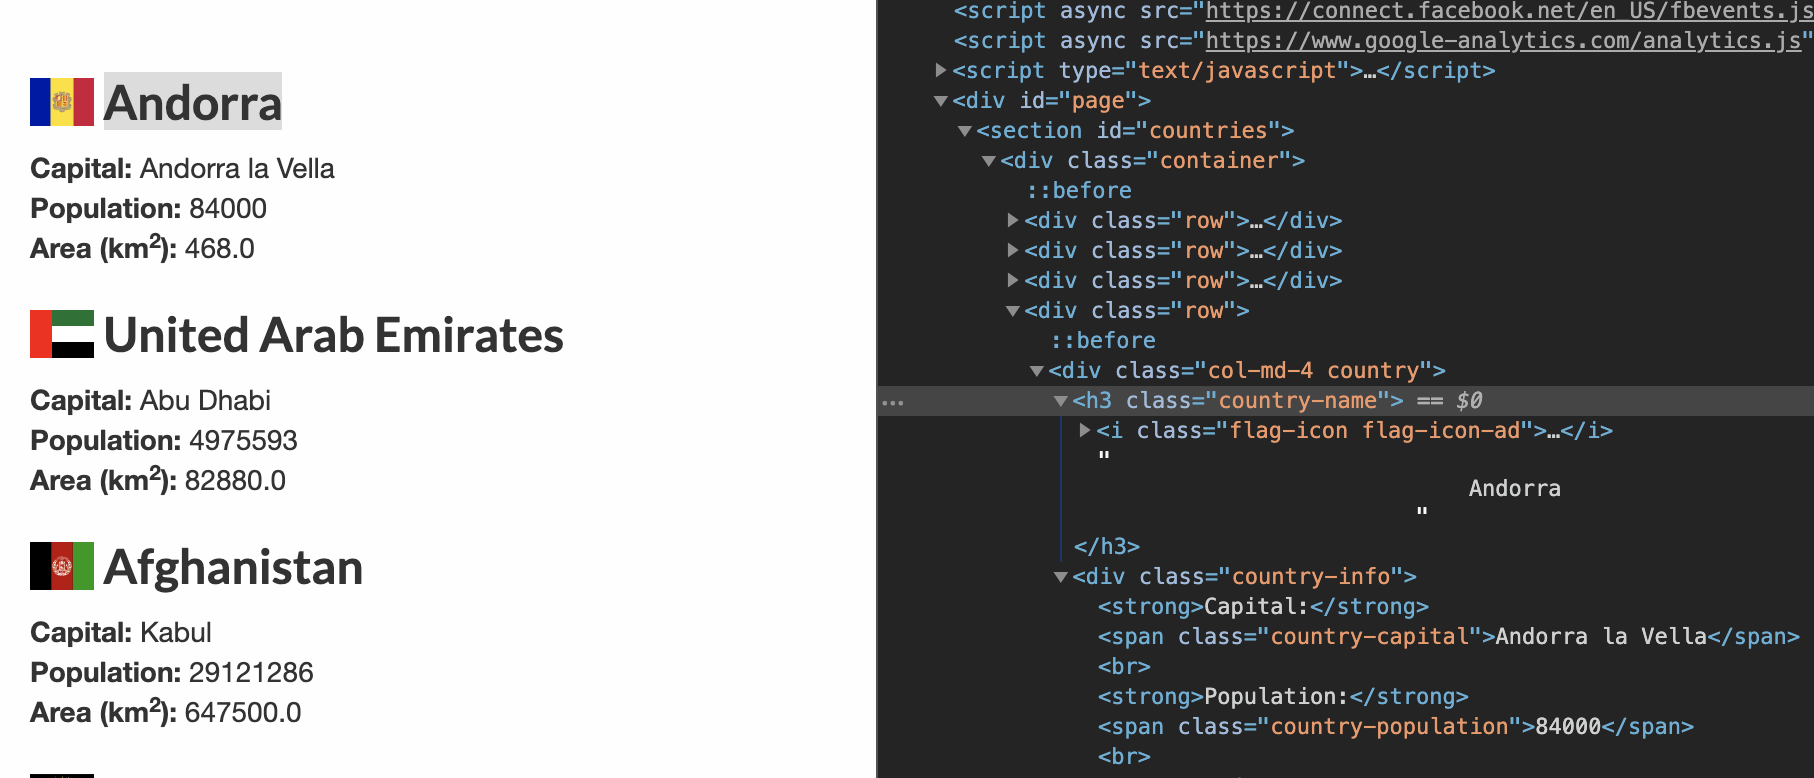 Andorra
Capital: Andorra la Vella
Population: 84000
Area (km²): 468.0
United Arab Emirates
Capital: Abu Dhabi
Population: 4975593
Area (km²): 82880.0
Afghanistan
Capital: Kabul
Population: 29121286
Area (km²): 647500.0
<script async src="https://connect.facebook.net/en_US/fbevents.js
<script async src="https://www.google-analytics.com/analytics.js"
<script type="text/javascript">…</script>
<div id="page">
<section id="countries">
<div class="container">
::before
<div class="row">…</div>
<div class="row">…</div>
<div class="row">…</div>
<div class="row">
::before
<div class="col-md-4 country">
<h3 class="country-name"> == $0
<i class="flag-icon flag-icon-ad">…</i>
"
Andorra
"
</h3>
<div class="country-info">
<strong>Capital:</strong>
<span class="country-capital">Andorra la Vella</span>
<br>
<strong>Population:</strong>
<span class="country-population">84000</span>
<br>